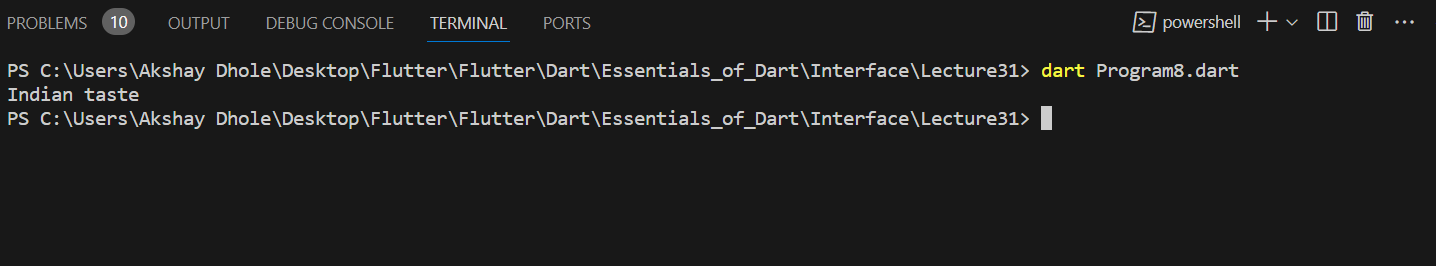 PROBLEMS 10 OUTPUT DEBUG CONSOLE TERMINAL PORTS powershell
PS C:\Users\Akshay Dhole\Desktop\Flutter\Flutter\Dart\Essentials_of_Dart\Interface\Lecture31> dart Program8.dart
Indian taste
PS C:\Users\Akshay Dhole\Desktop\Flutter\Flutter\Dart\Essentials_of_Dart\Interface\Lecture31>